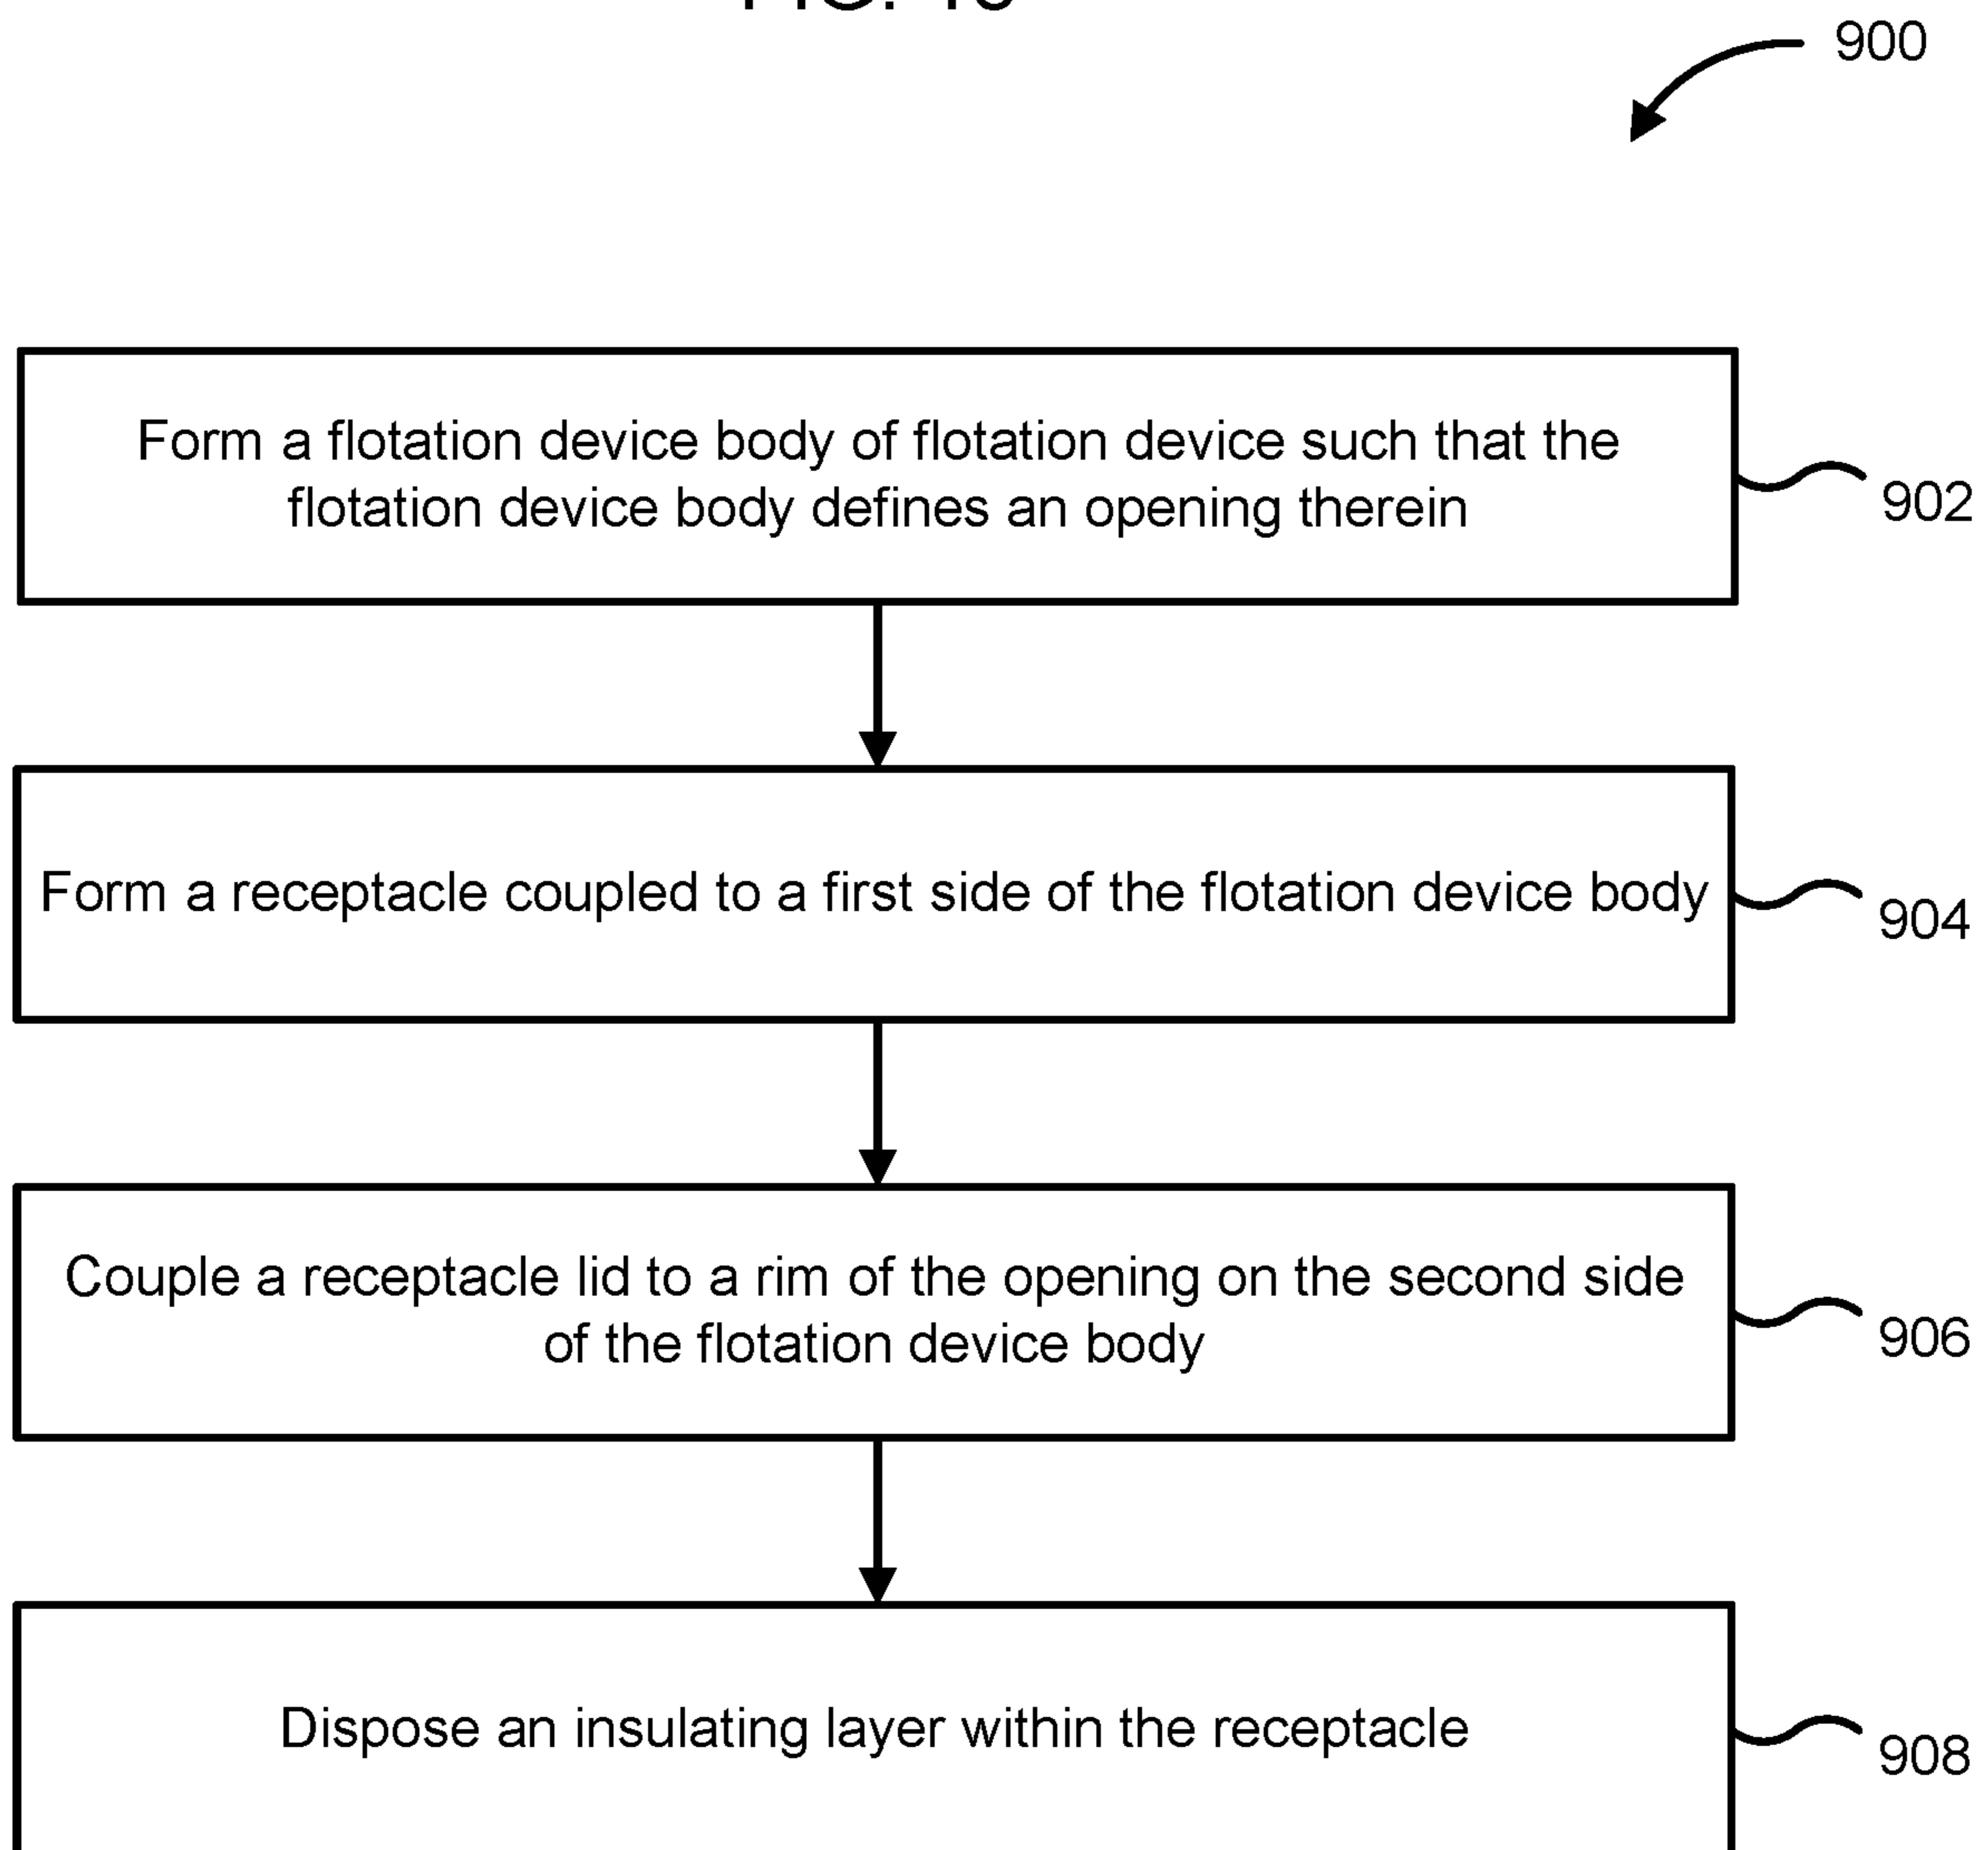 900
Form a flotation device body of flotation device such that the
flotation device body defines an opening therein
902
Form a receptacle coupled to a first side of the flotation device body
904
Couple a receptacle lid to a rim of the opening on the second side
of the flotation device body
906
Dispose an insulating layer within the receptacle
908